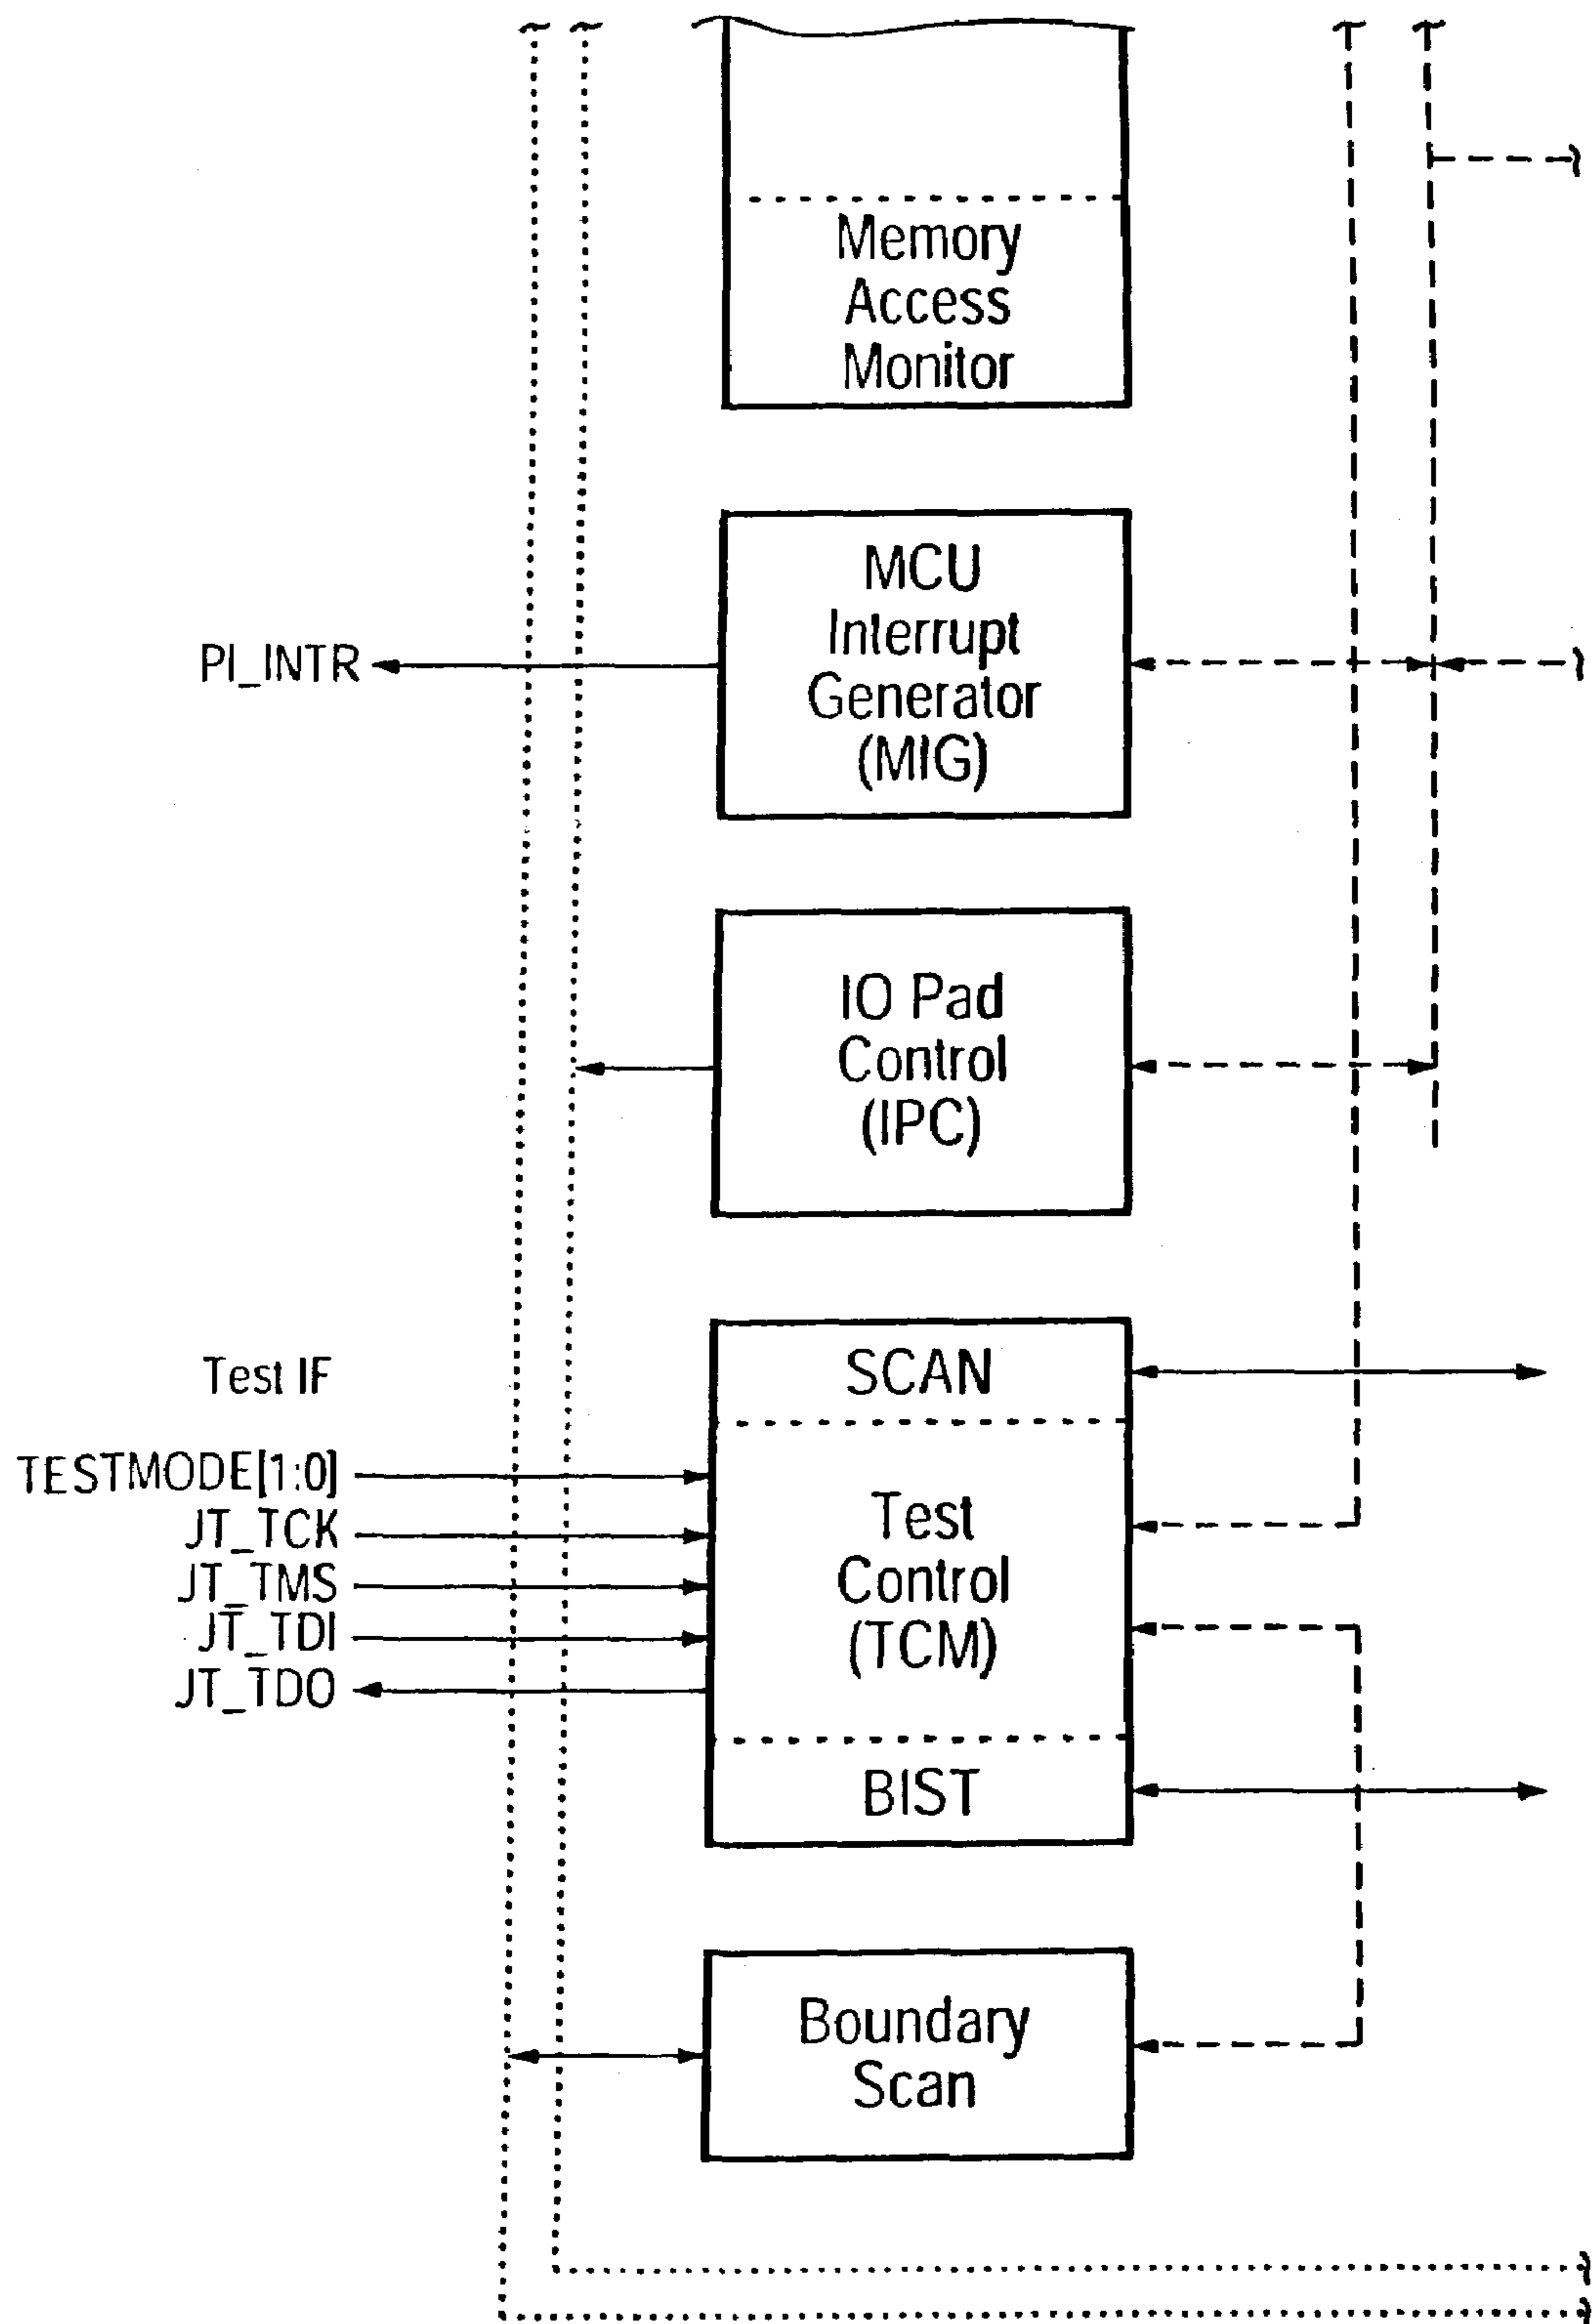 Memory
Access
Monitor
MCU
Interrupt
Generator
(MIG)
PI_INTR
IO Pad
Control
(IPC)
Test IF
SCAN
TESTMODE[1:0]
JT_TCK
JT_TMS
JT_TDI
JT_TDO
Test
Control
(TCM)
BIST
Boundary
Scan